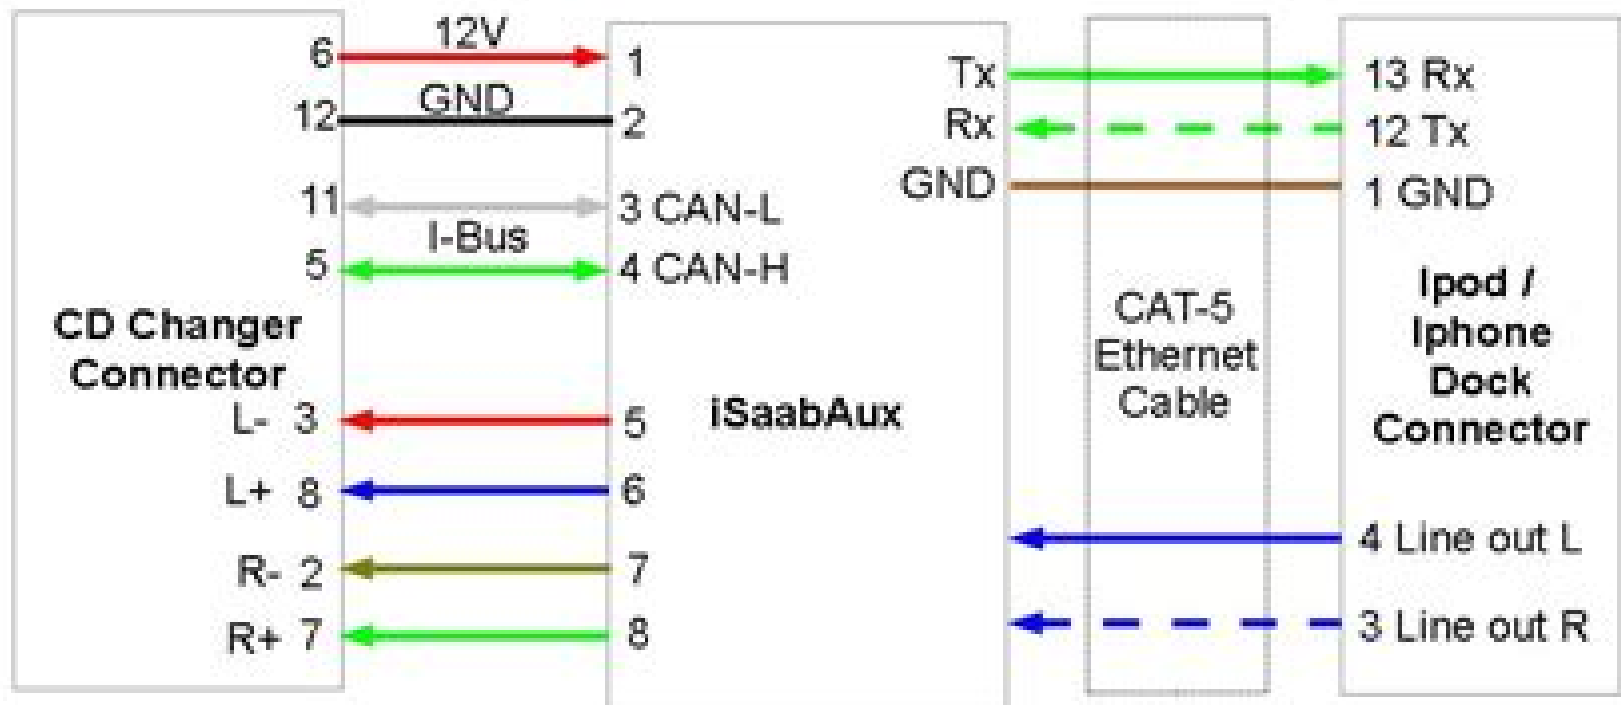 6 12V 1
12 GND 2
11 3 CAN-L
I-Bus
5 4 CAN-H
CD Changer
Connector
L- 3 5
L+ 8 6
R- 2 7
R+ 7 8
iSaabAux
Tx
Rx
GND
CAT-5
Ethernet
Cable
13 Rx
12 Tx
1 GND
Ipod /
Iphone
Dock
Connector
4 Line out L
3 Line out R